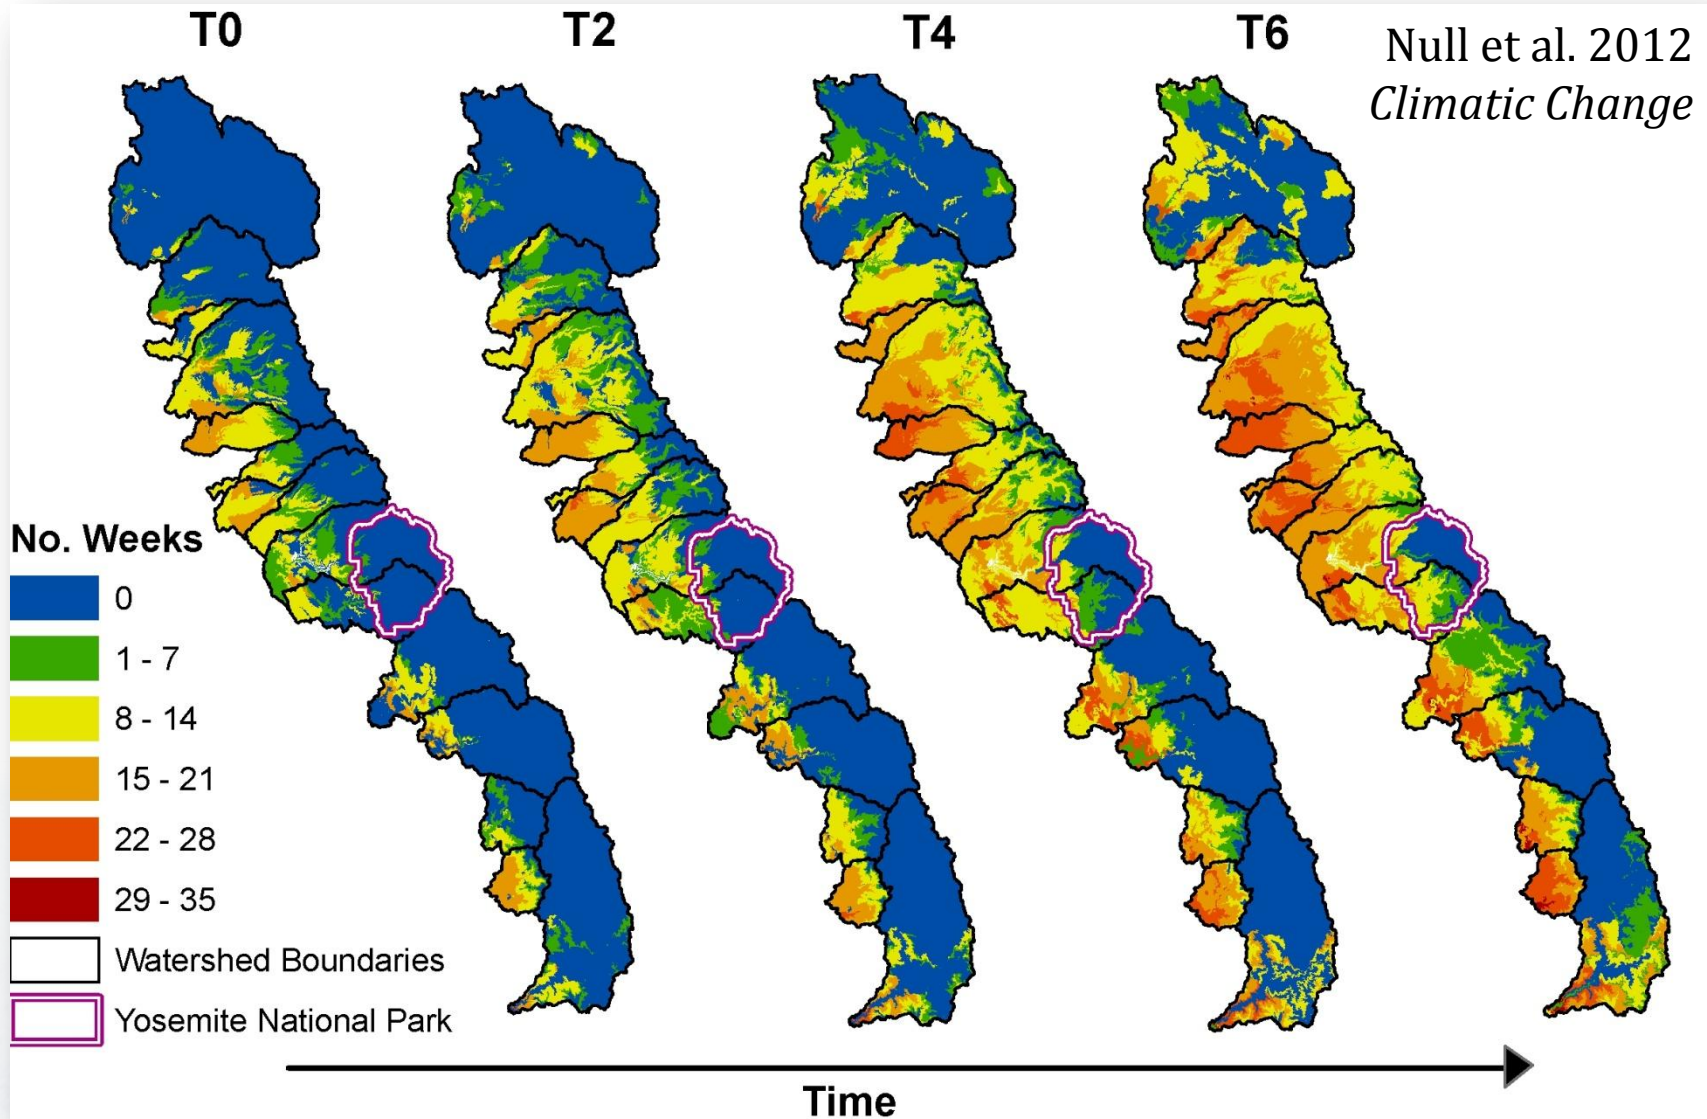 T0 T2 T4 T6
Null et al. 2012
Climatic Change
No. Weeks
0
1 - 7
8 - 14
15 - 21
22 - 28
29 - 35
Watershed Boundaries
Yosemite National Park
Time